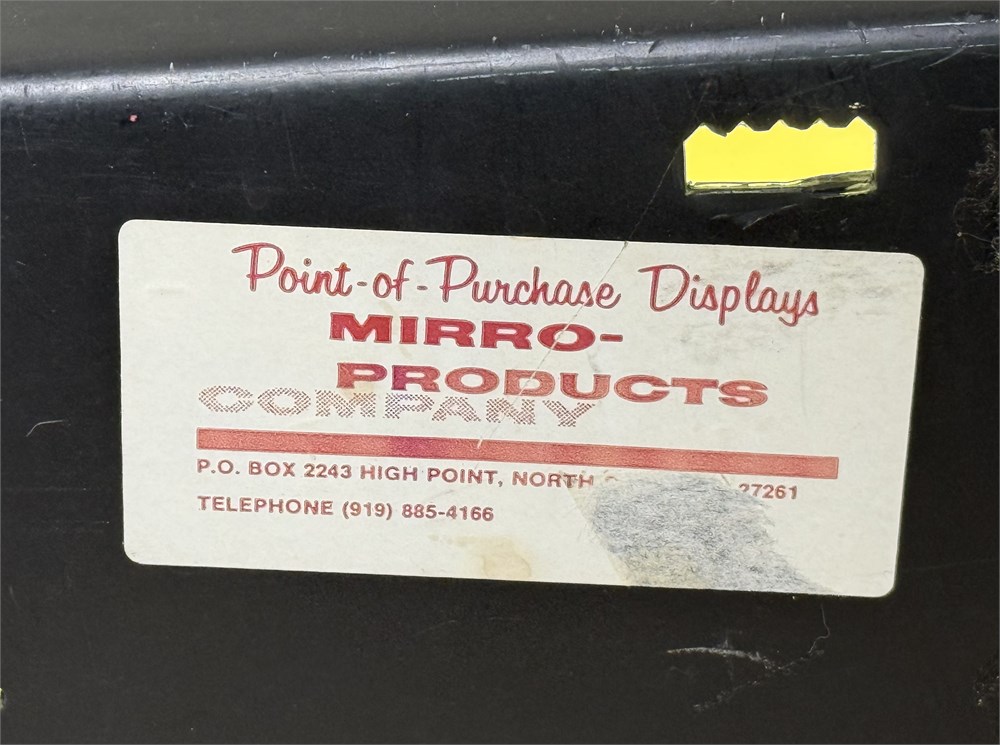 Point-of-Purchase Displays
MIRRO-
PRODUCTS
COMPANY
P.O. BOX 2243 HIGH POINT, NORTH 27261
TELEPHONE (919) 885-4166